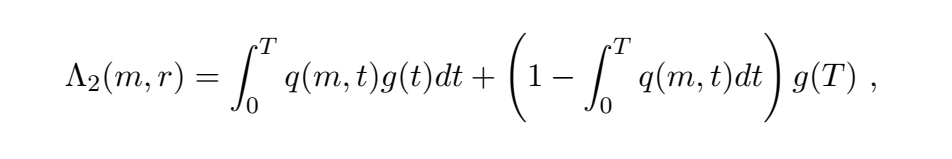 Λ₂(m, r) = ∫₀ᵀ q(m, t)g(t)dt + (1 − ∫₀ᵀ q(m, t)dt) g(T) ,